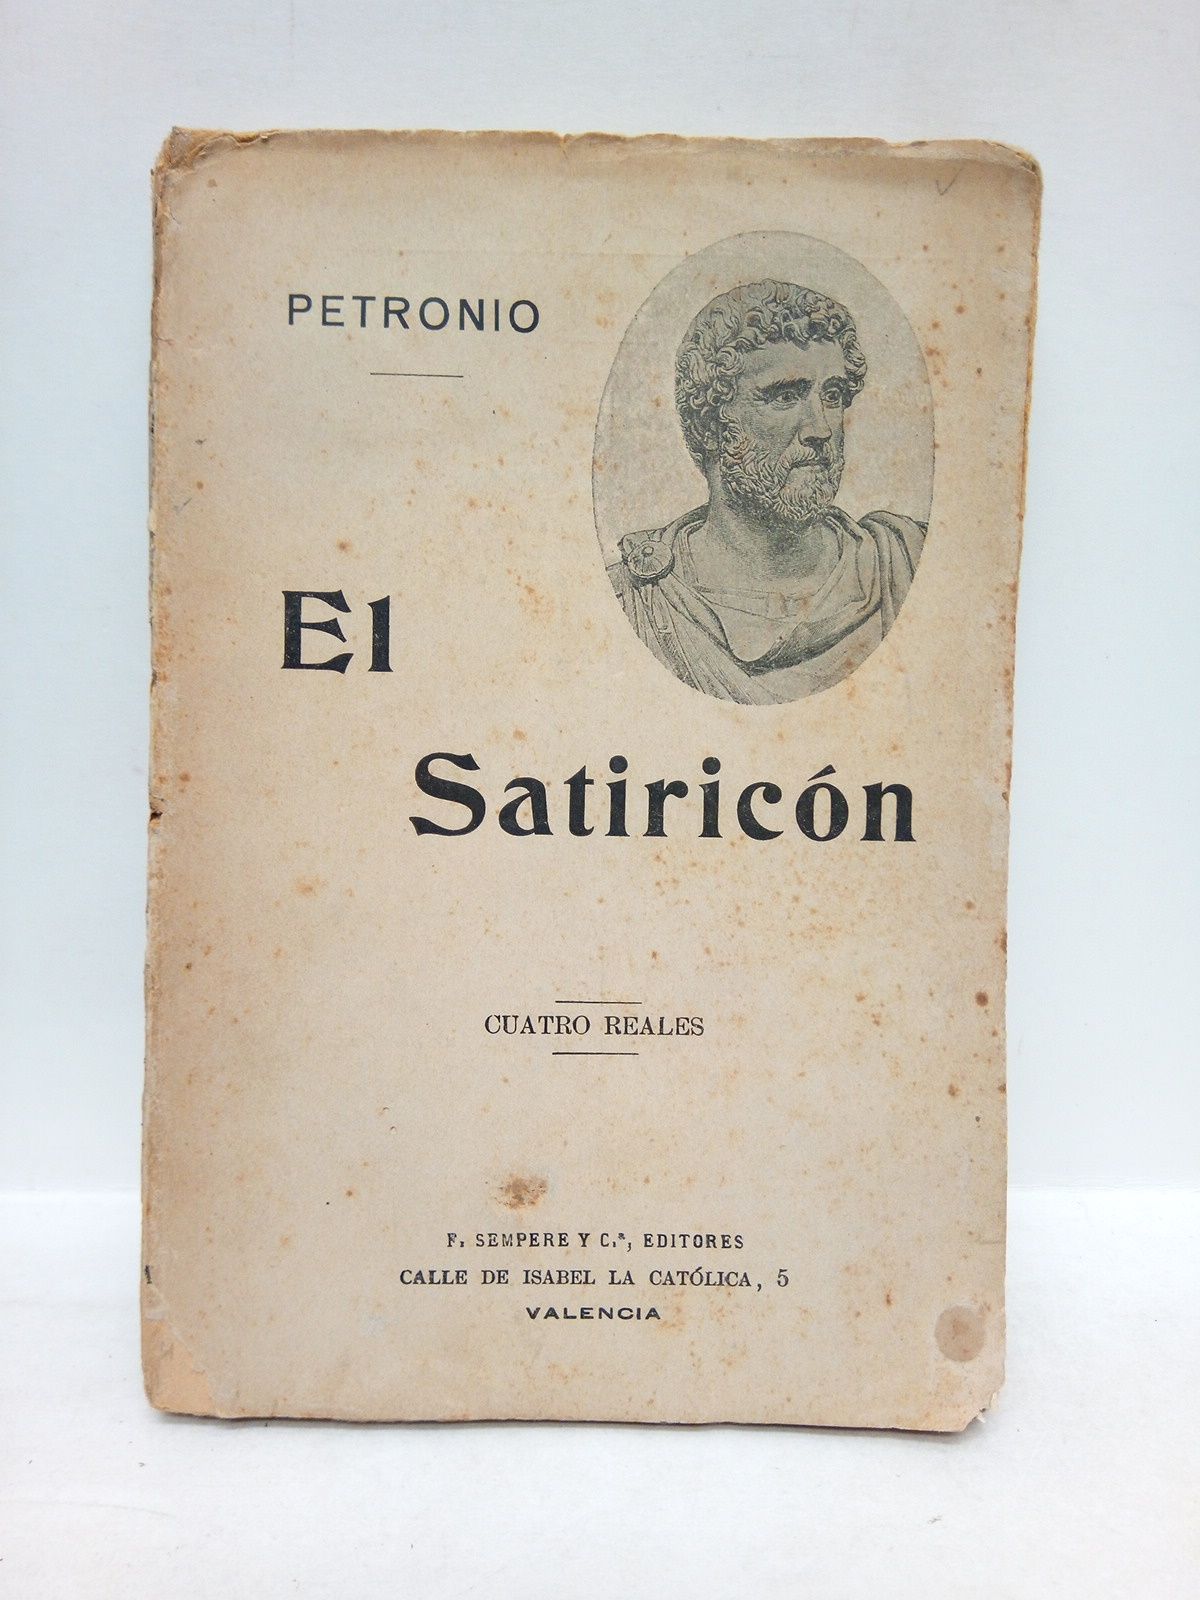 PETRONIO
El
Satiricón
CUATRO REALES
F. SEMPERE Y C.ª, EDITORES
CALLE DE ISABEL LA CATÓLICA, 5
VALENCIA